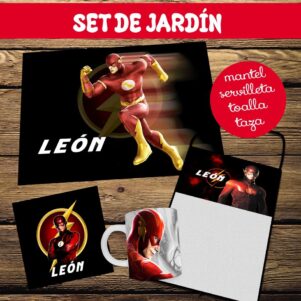 SET DE JARDÍN
mantel
servilleta
toalla
taza
LEÓN
LEÓN
LEÓN